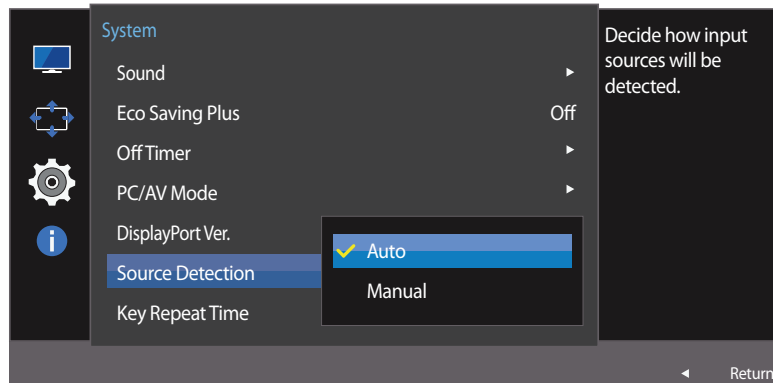 System
Sound
Eco Saving Plus Off
Off Timer
PC/AV Mode
DisplayPort Ver.
Source Detection
Key Repeat Time
Auto
Manual
Decide how input
sources will be
detected.
Return